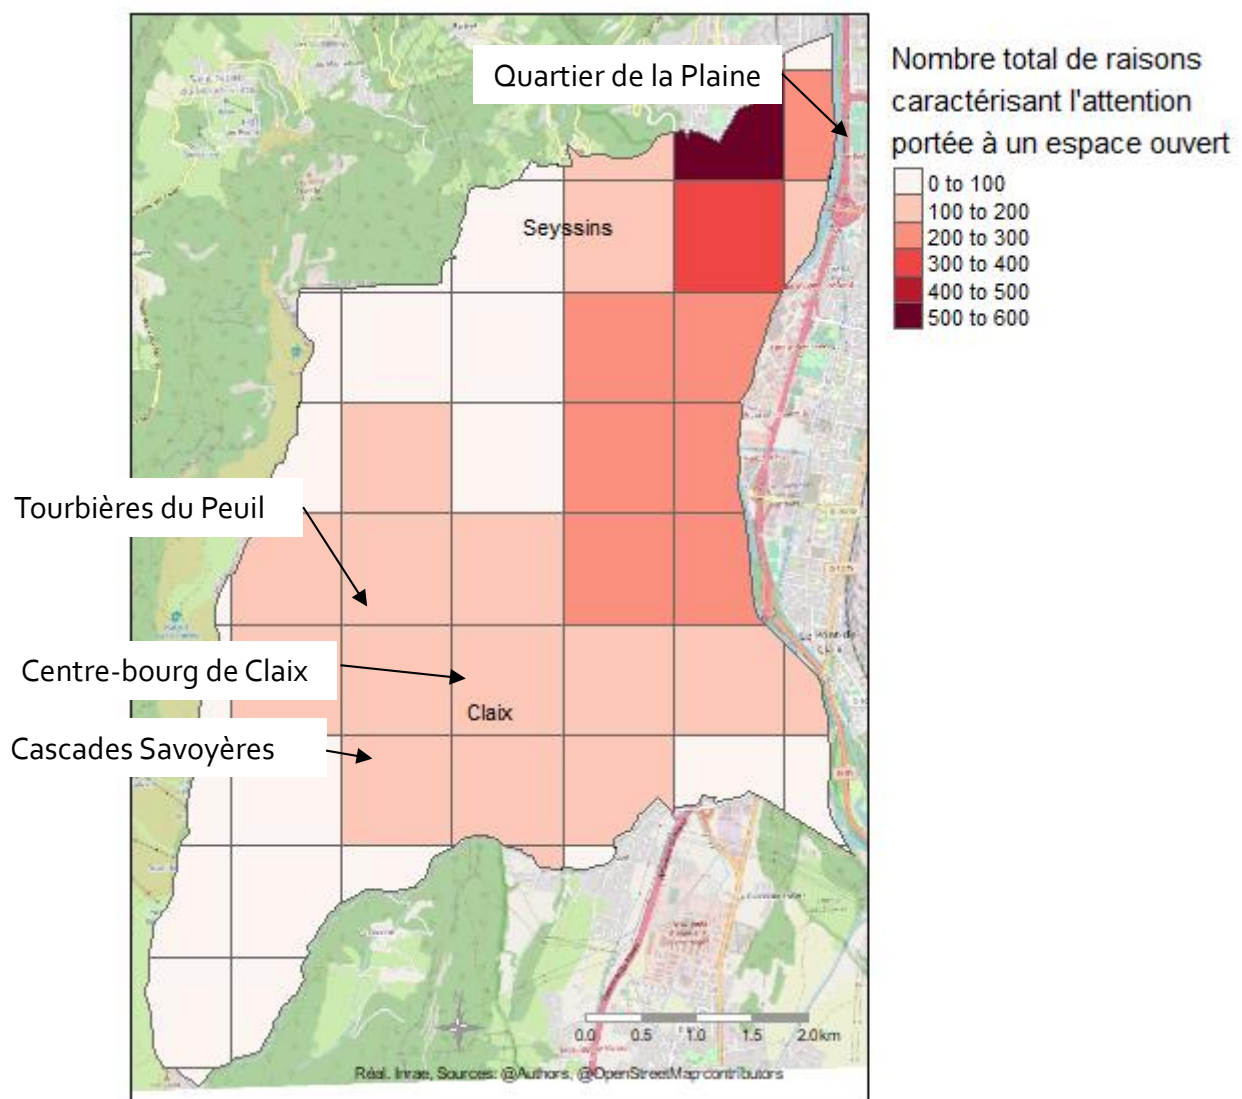 Quartier de la Plaine
Nombre total de raisons
caractérisant l'attention
portée à un espace ouvert
0 to 100
100 to 200
200 to 300
300 to 400
400 to 500
500 to 600
Seyssins
Tourbières du Peuil
Centre-bourg de Claix
Claix
Cascades Savoyères
Le Pont-de-
0.0 0.5 1.0 1.5 2.0km
Réal. Inrae, Sources: @Authors, @OpenStreetMap contributors